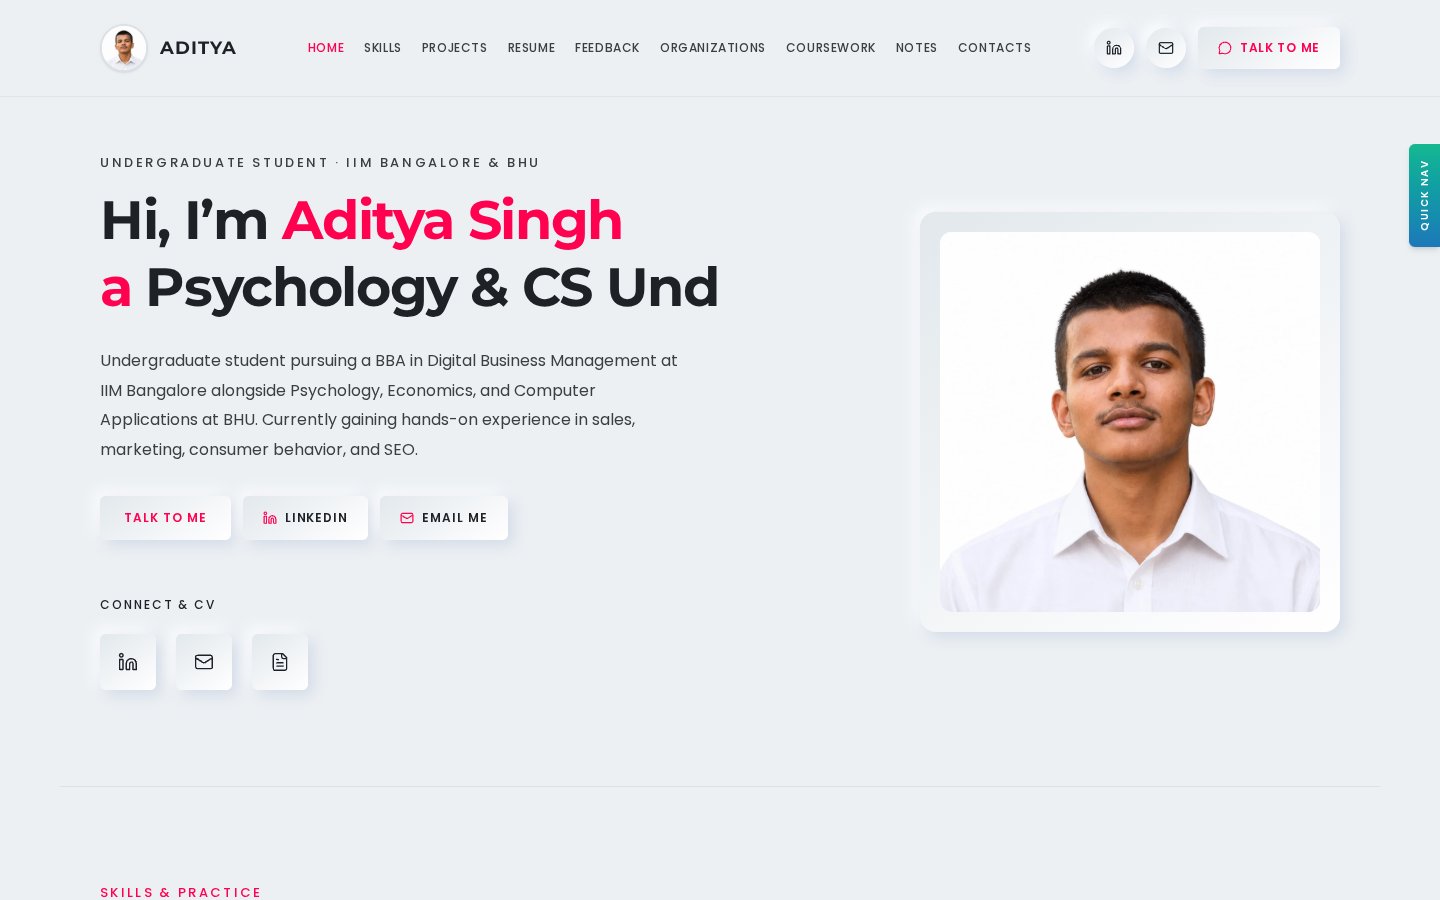 ADITYA
HOME SKILLS PROJECTS RESUME FEEDBACK ORGANIZATIONS COURSEWORK NOTES CONTACTS
TALK TO ME
QUICK NAV
UNDERGRADUATE STUDENT · IIM BANGALORE & BHU
Hi, I’m Aditya Singh
a Psychology & CS Und
Undergraduate student pursuing a BBA in Digital Business Management at
IIM Bangalore alongside Psychology, Economics, and Computer
Applications at BHU. Currently gaining hands-on experience in sales,
marketing, consumer behavior, and SEO.
TALK TO ME
LINKEDIN
EMAIL ME
CONNECT & CV
SKILLS & PRACTICE